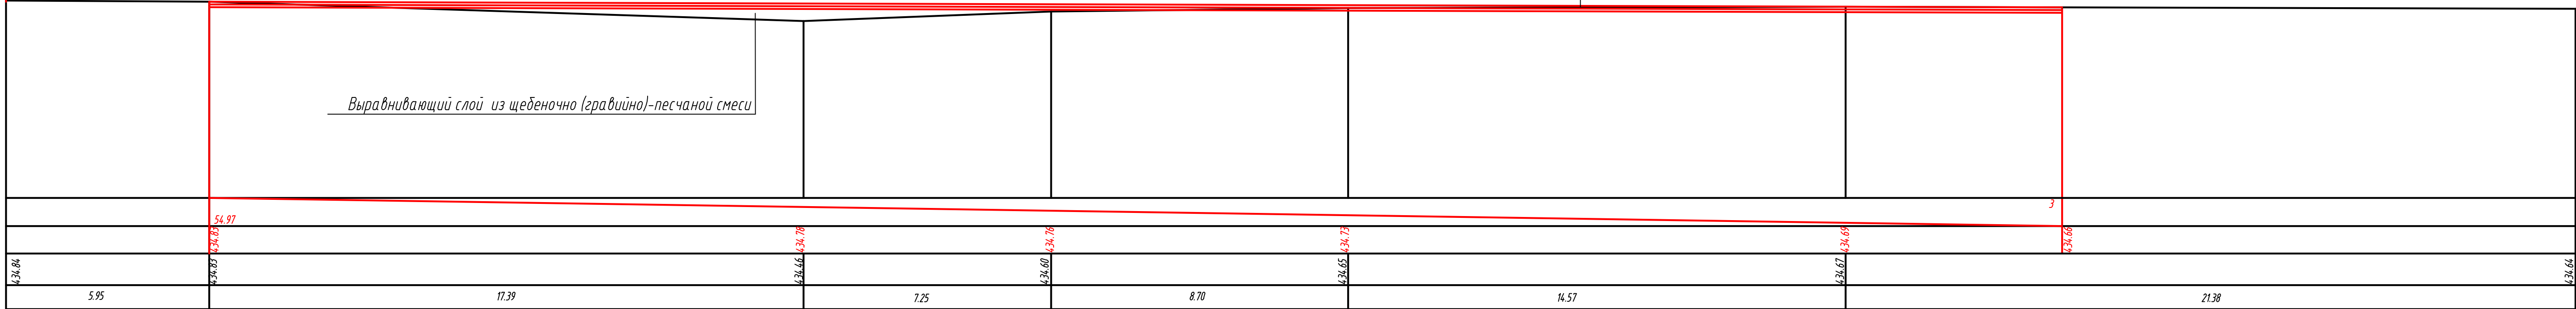 Выравнивающий слой из щебеночно (гравийно)-песчаной смеси
54.97 3
434.83 434.78 434.76 434.73 434.69 434.66
434.84 434.83 434.46 434.60 434.65 434.67 434.64
5.95 17.39 7.25 8.70 14.57 21.38